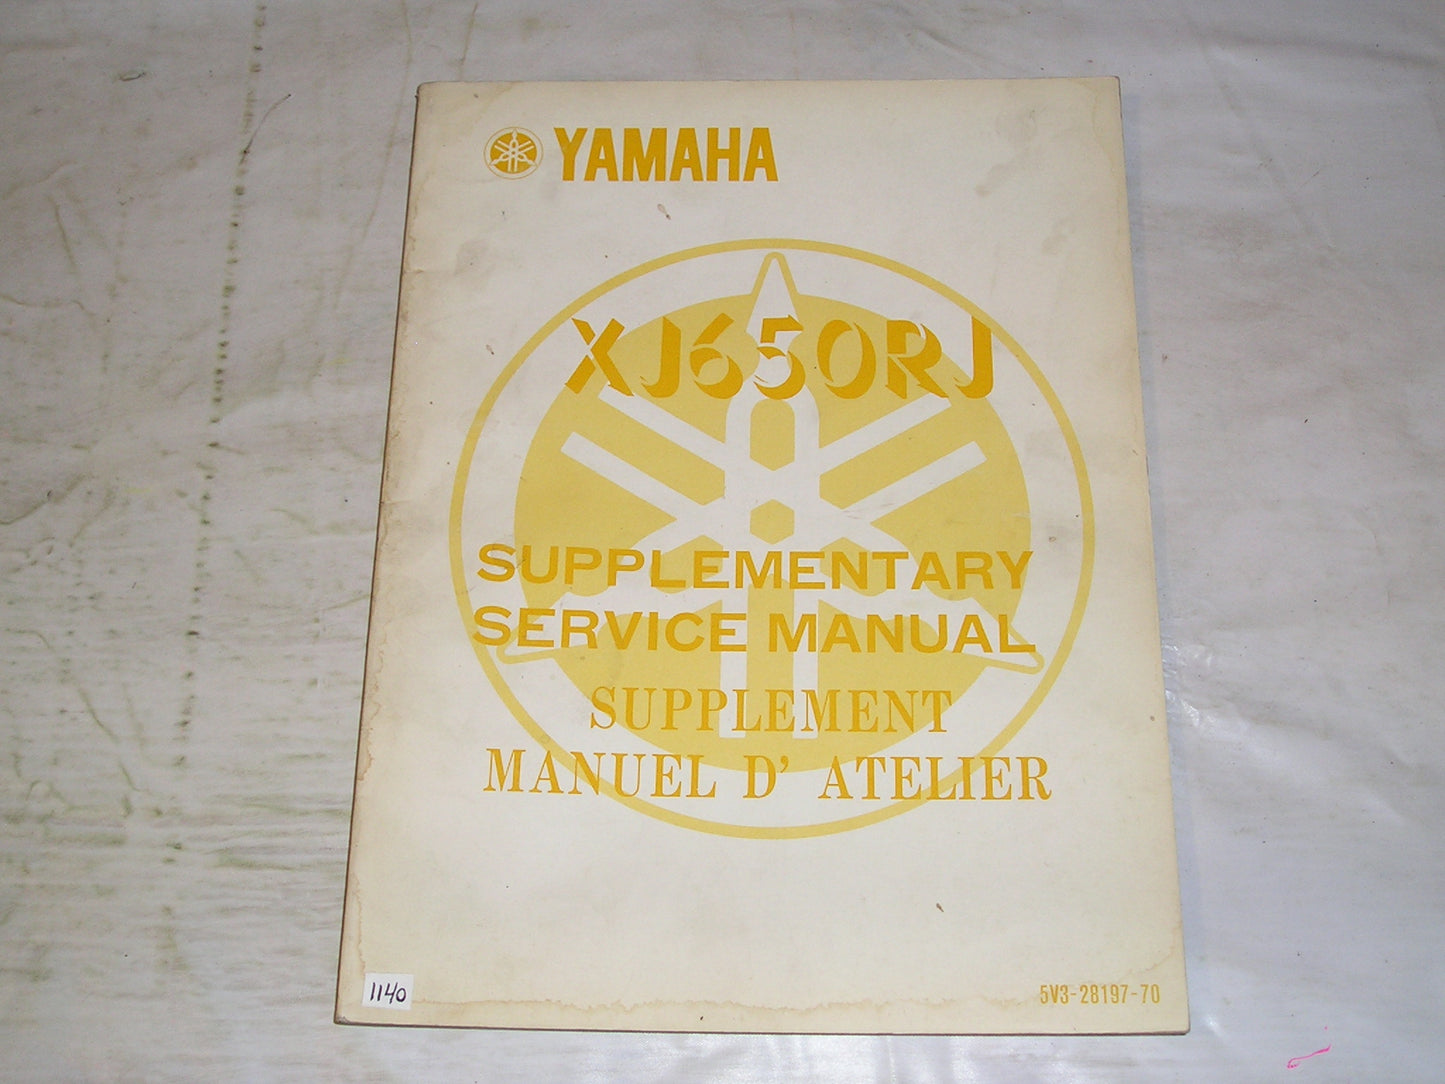 YAMAHA
XJ650RJ
SUPPLEMENTARY
SERVICE MANUAL
SUPPLEMENT
MANUEL D' ATELIER
1140
5V3-28197-70